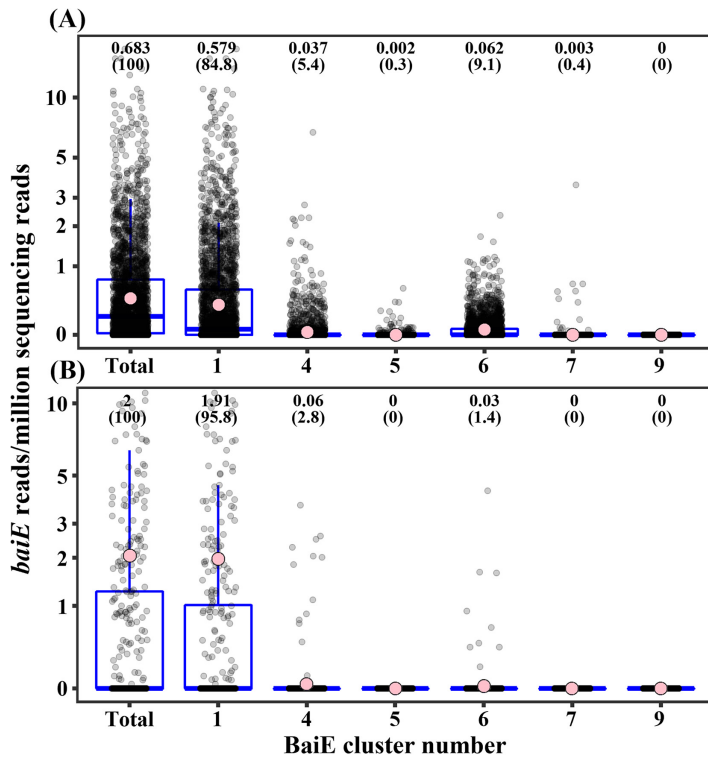 (A)
0.683 0.579 0.037 0.002 0.062 0.003 0
(100) (84.8) (5.4) (0.3) (9.1) (0.4) (0)
10
5
3
2
1
0
Total 1 4 5 6 7 9
baiE reads/million sequencing reads
(B)
2 1.91 0.06 0 0.03 0 0
(100) (95.8) (2.8) (0) (1.4) (0) (0)
10
5
3
2
1
0
Total 1 4 5 6 7 9
BaiE cluster number